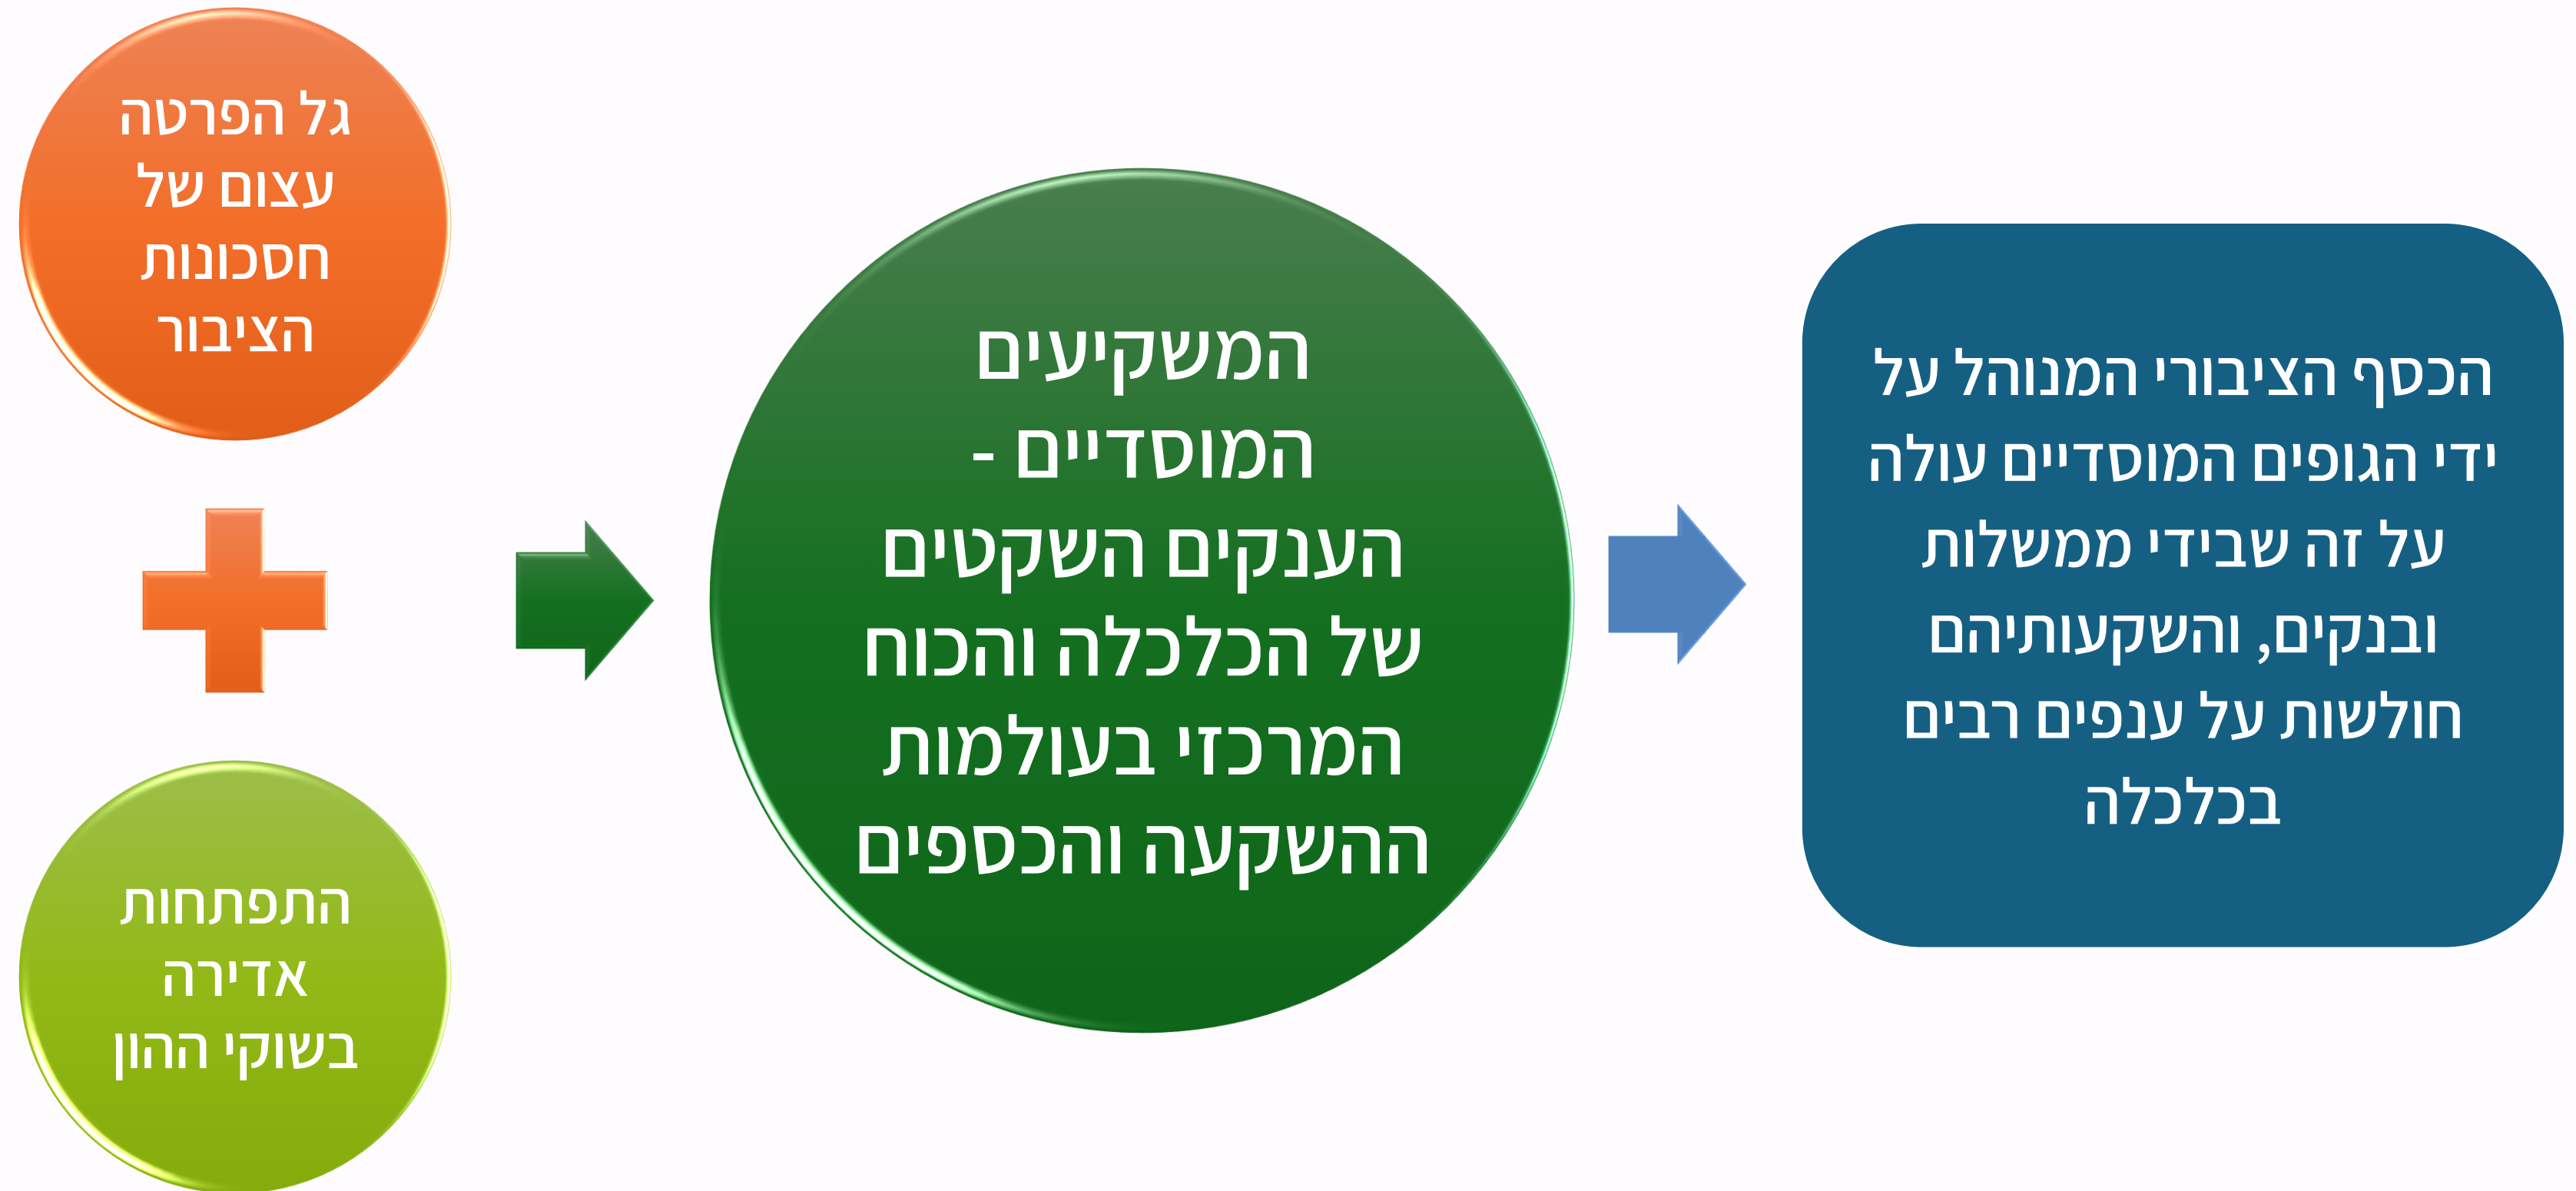 גל הפרטה
עצום של
חסכונות
הציבור
התפתחות
אדירה
בשוקי ההון
המשקיעים
המוסדיים -
הענקים השקטים
של הכלכלה והכוח
המרכזי בעולמות
ההשקעה והכספים
הכסף הציבורי המנוהל על
ידי הגופים המוסדיים עולה
על זה שבידי ממשלות
ובנקים, והשקעותיהם
חולשות על ענפים רבים
בכלכלה